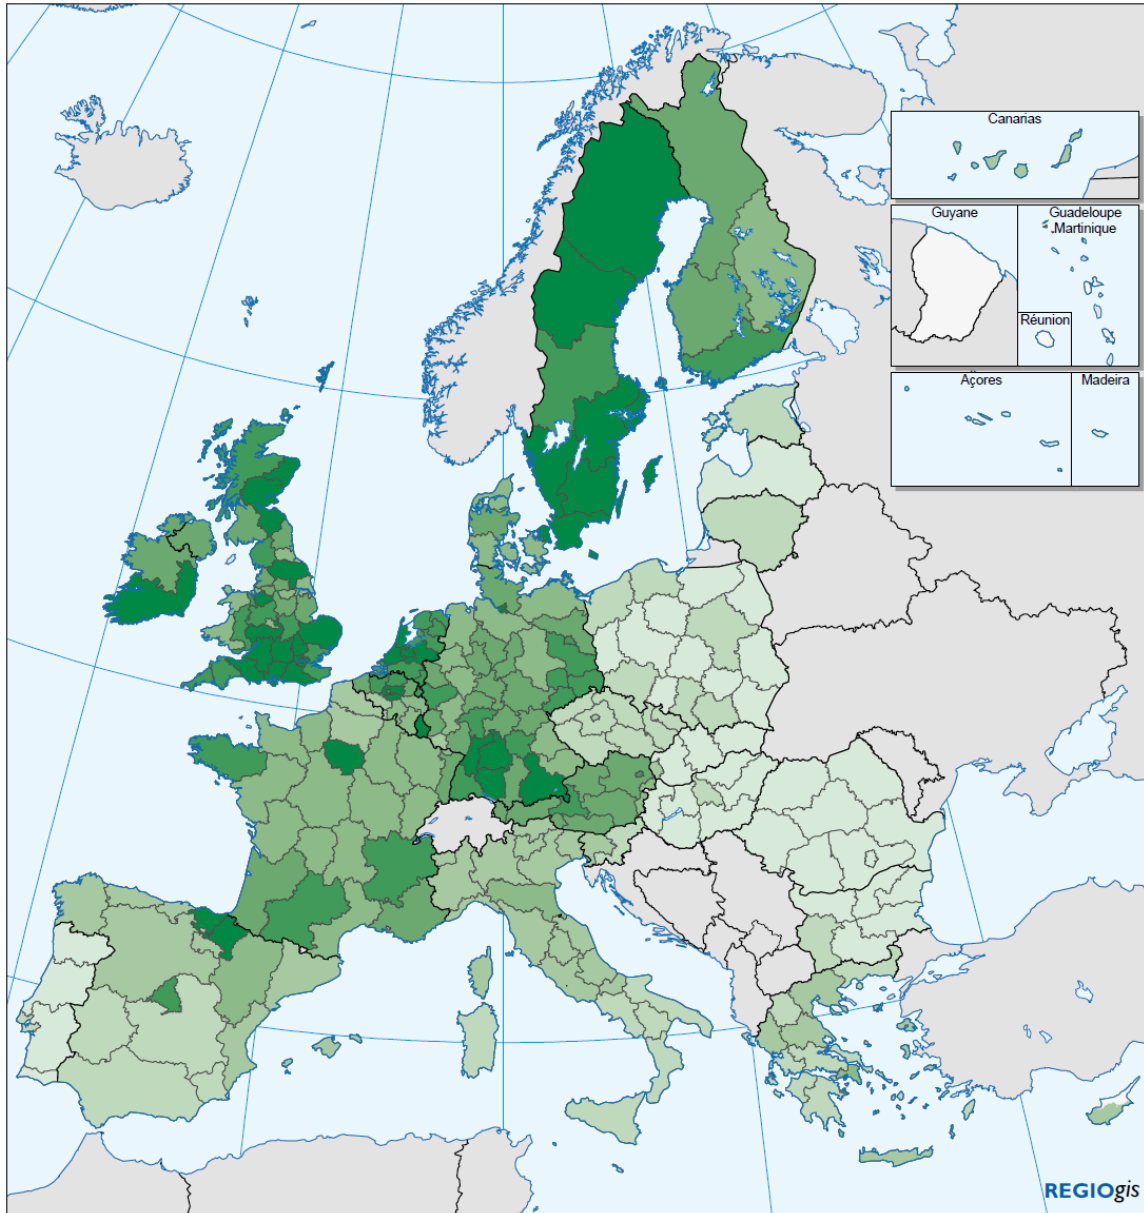 Canarias
Guyane
Guadeloupe
Martinique
Réunion
Açores
Madeira
REGIOgis